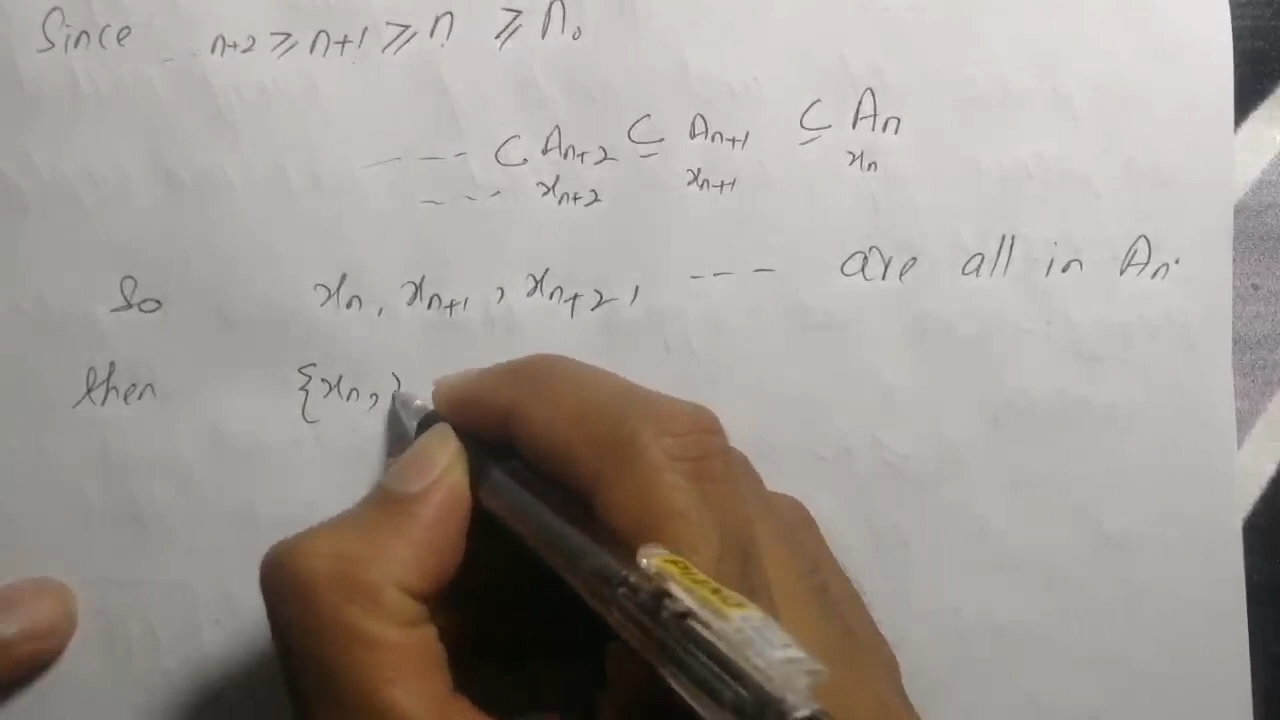 Since n+2 ≥ n+1 ≥ n ≥ n₀
--- ⊂ Aₙ₊₂ ⊆ Aₙ₊₁ ⊆ Aₙ
--- xₙ₊₂ xₙ₊₁ xₙ
So xₙ, xₙ₊₁, xₙ₊₂, --- are all in Aₙ.
then {xₙ,